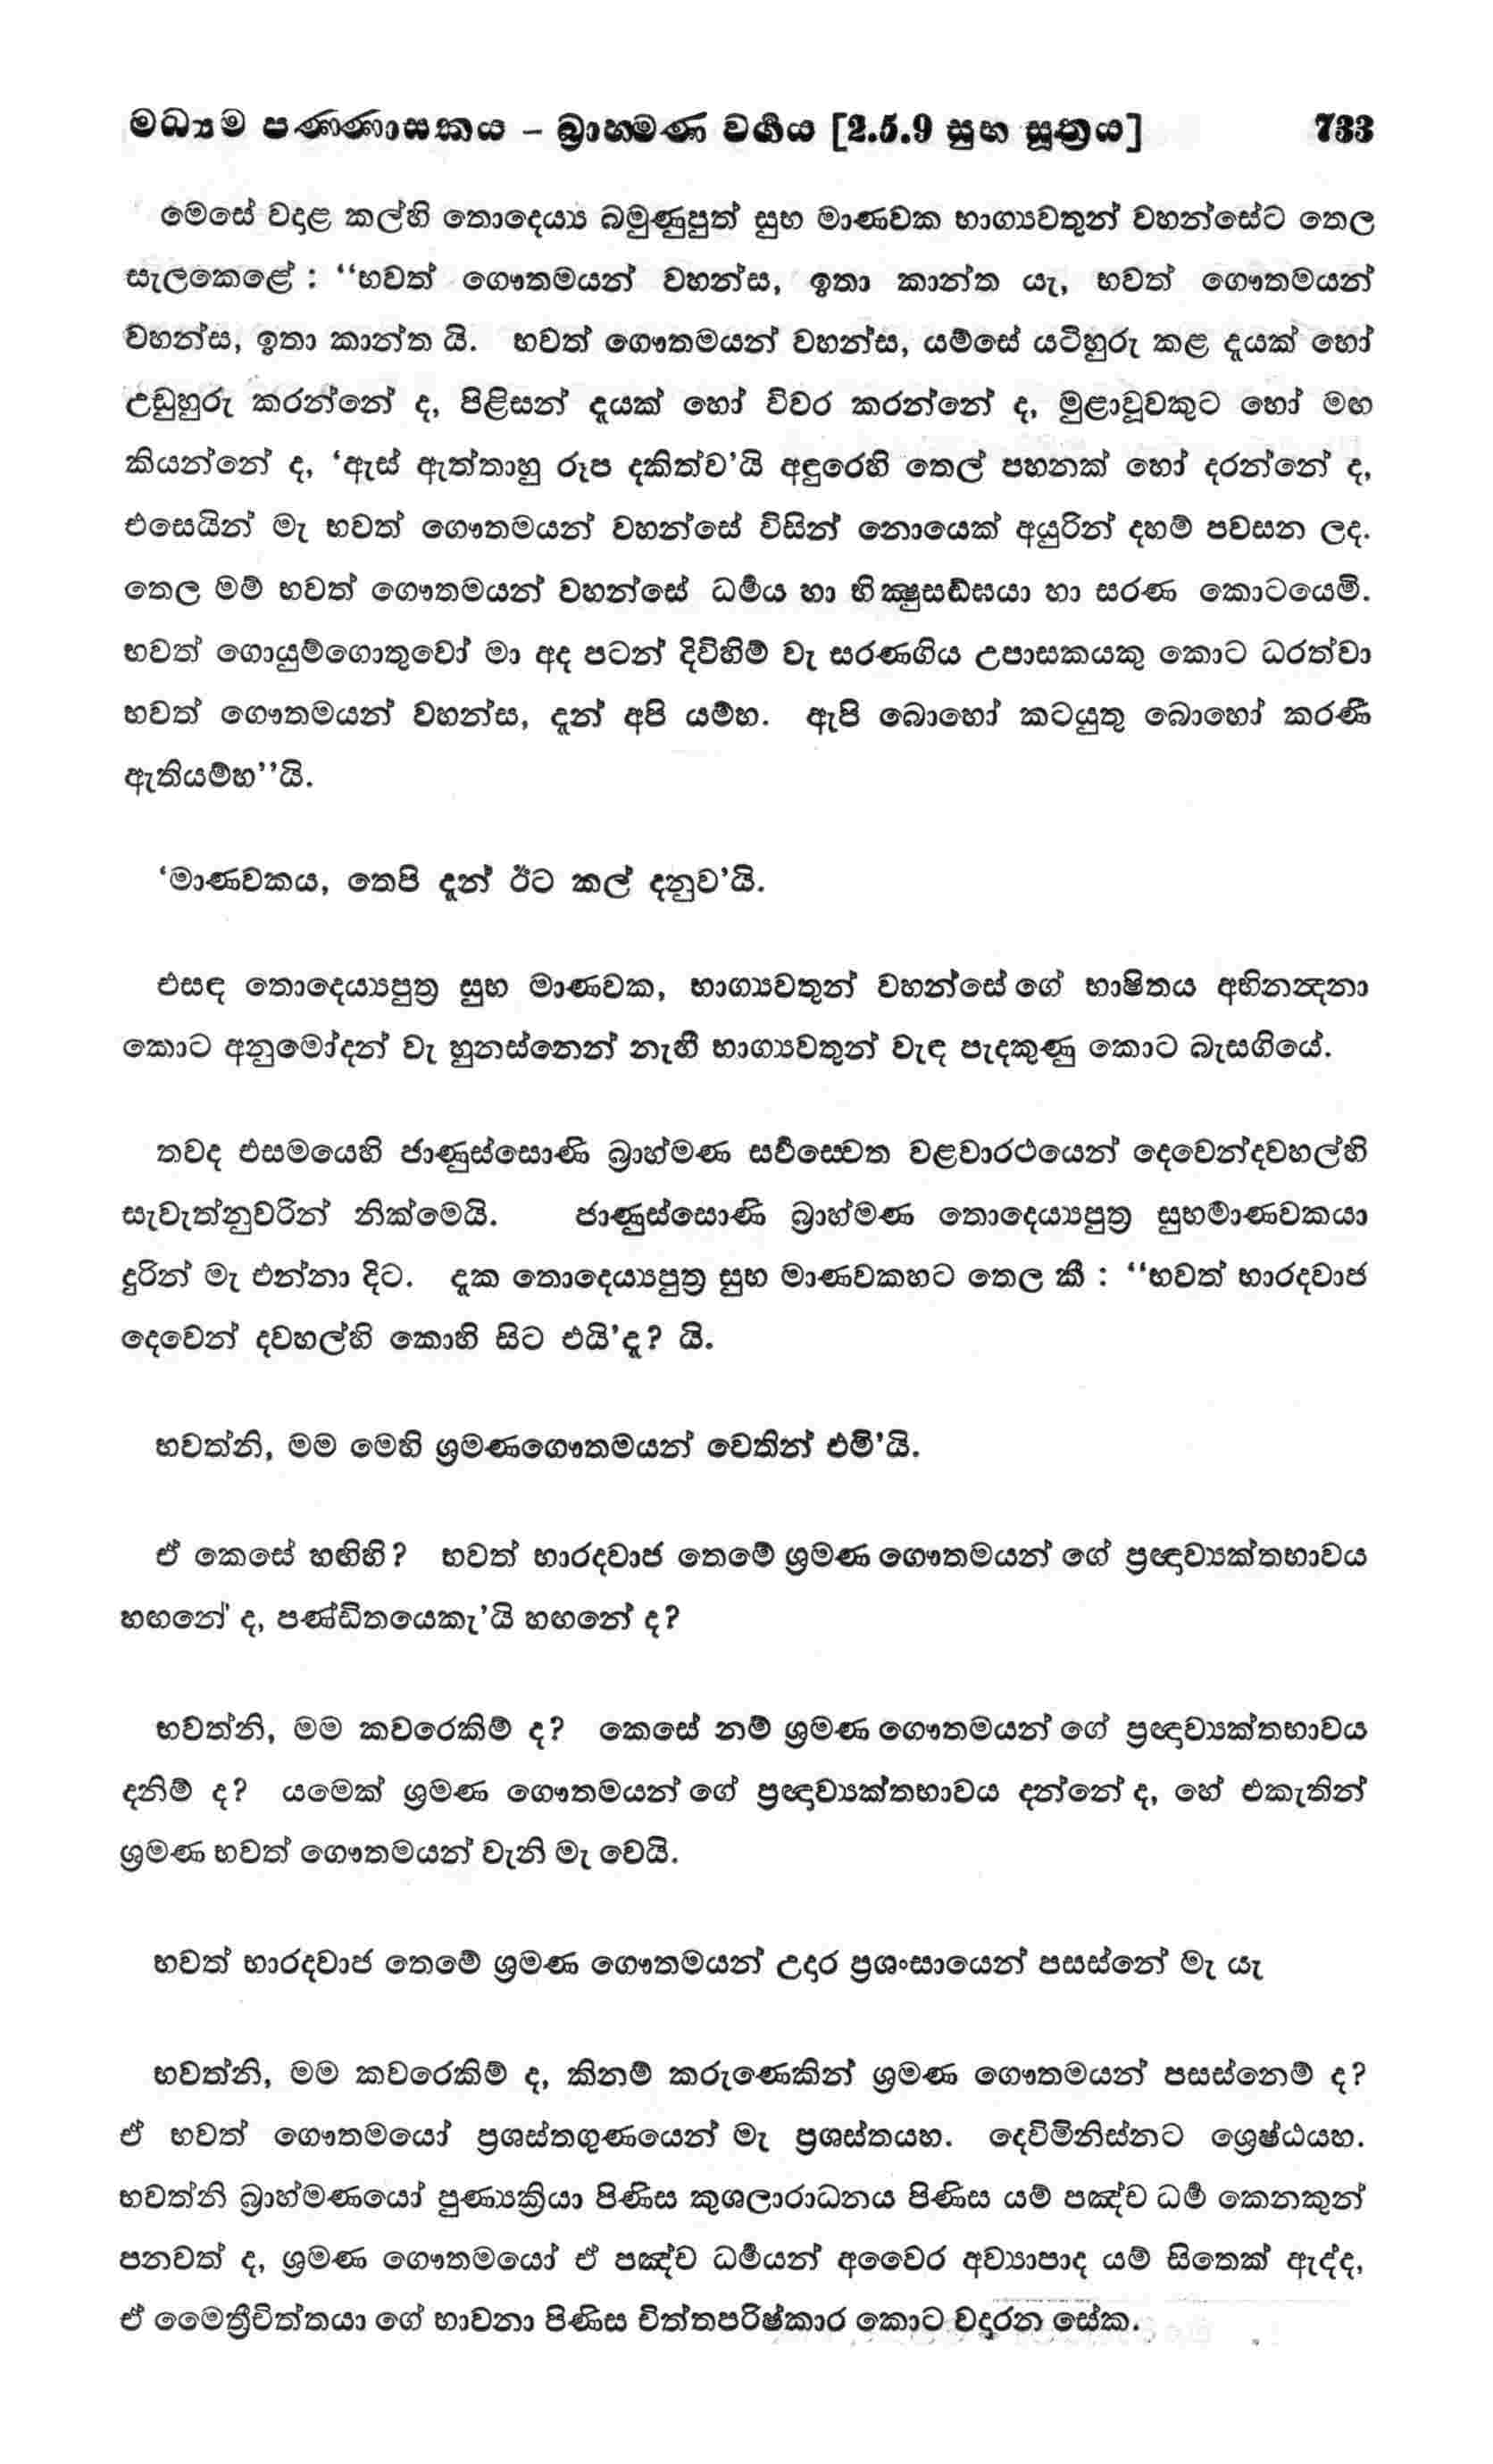 මධ්‍යම පණ්ණාසකය – බ්‍රාහ්මණ වර්‍ගය [2.5.9 සුභ සූත්‍රය] 733
මෙසේ වදාළ කල්හි තොදෙය්‍ය බමුණුපුත් සුභ මාණවක භාග්‍යවතුන් වහන්සේට තෙල
සැලකෙළේ : “භවත් ගෞතමයන් වහන්ස, ඉතා කාන්ත යැ, භවත් ගෞතමයන්
වහන්ස, ඉතා කාන්ත යි. භවත් ගෞතමයන් වහන්ස, යම්සේ යටිහුරු කළ දැයක් හෝ
උඩුහුරු කරන්නේ ද, පිළිසන් දැයක් හෝ විවර කරන්නේ ද, මුළාවූවකුට හෝ මඟ
කියන්නේ ද, ‘ඇස් ඇත්තාහු රූප දකිත්ව’යි අඳුරෙහි තෙල් පහනක් හෝ දරන්නේ ද,
එසෙයින් මැ භවත් ගෞතමයන් වහන්සේ විසින් නොයෙක් අයුරින් දහම් පවසන ලද.
තෙල මම් භවත් ගෞතමයන් වහන්සේ ධර්‍මය හා භික්‍ෂුසඞ්ඝයා හා සරණ කොටයෙමි.
භවත් ගොයුම්ගොතුවෝ මා අද පටන් දිවිහිම් වැ සරණගිය උපාසකයකු කොට ධරත්වා
භවත් ගෞතමයන් වහන්ස, දැන් අපි යම්හ. ඇපි බොහෝ කටයුතු බොහෝ කරණී
ඇතියම්හ”යි.
‘මාණවකය, තෙපි දැන් ඊට කල් දනුව’යි.
එසඳ තොදෙය්‍යපුත්‍ර සුභ මාණවක, භාග්‍යවතුන් වහන්සේ ගේ භාෂිතය අභිනන්‍දනා
කොට අනුමෝදන් වැ හුනස්නෙන් නැඟී භාග්‍යවතුන් වැඳ පැදකුණු කොට බැසගියේ.
තවද එසමයෙහි ජාණුස්සොණි බ්‍රාහ්මණ සර්‍වස්වෙත වළවාරථයෙන් දෙවෙන්දවහල්හි
සැවැත්නුවරින් නික්මෙයි. ජාණුස්සොණි බ්‍රාහ්මණ තොදෙය්‍යපුත්‍ර සුභමාණවකයා
දුරින් මැ එන්නා දිට. දැක තොදෙය්‍යපුත්‍ර සුභ මාණවකහට තෙල කී : “භවත් භාරද්වාජ
දෙවෙන් දවහල්හි කොහි සිට එයි’දැ? යි.
භවත්නි, මම මෙහි ශ්‍රමණගෞතමයන් වෙතින් එමි’යි.
ඒ කෙසේ හඟිහි? භවත් භාරද්වාජ තෙමේ ශ්‍රමණ ගෞතමයන් ගේ ප්‍රඥාව්‍යක්තභාවය
හඟනේ ද, පණ්ඩිතයෙකැ’යි හඟනේ ද?
භවත්නි, මම කවරෙකිම් ද? කෙසේ නම් ශ්‍රමණ ගෞතමයන් ගේ ප්‍රඥාව්‍යක්තභාවය
දනිම් ද? යමෙක් ශ්‍රමණ ගෞතමයන් ගේ ප්‍රඥාව්‍යක්තභාවය දන්නේ ද, හේ එකැතින්
ශ්‍රමණ භවත් ගෞතමයන් වැනි මැ වෙයි.
භවත් භාරද්වාජ තෙමේ ශ්‍රමණ ගෞතමයන් උදාර ප්‍රශංසායෙන් පසස්නේ මැ යැ
භවත්නි, මම කවරෙකිම් ද, කිනම් කරුණෙකින් ශ්‍රමණ ගෞතමයන් පසස්නෙම් ද?
ඒ භවත් ගෞතමයෝ ප්‍රශස්තගුණයෙන් මැ ප්‍රශස්තයහ. දෙව්මිනිස්නට ශ්‍රෙෂ්ඨයහ.
භවත්නි බ්‍රාහ්මණයෝ පුණ්‍යක්‍රියා පිණිස කුශලාරාධනය පිණිස යම් පඤ්ච ධර්‍ම කෙනකුන්
පනවත් ද, ශ්‍රමණ ගෞතමයෝ ඒ පඤ්ච ධර්‍මයන් අවෛර අව්‍යාපාද යම් සිතෙක් ඇද්ද,
ඒ මෛත්‍රීචිත්තයා ගේ භාවනා පිණිස චිත්තපරිෂ්කාර කොට වදාරන සේක.